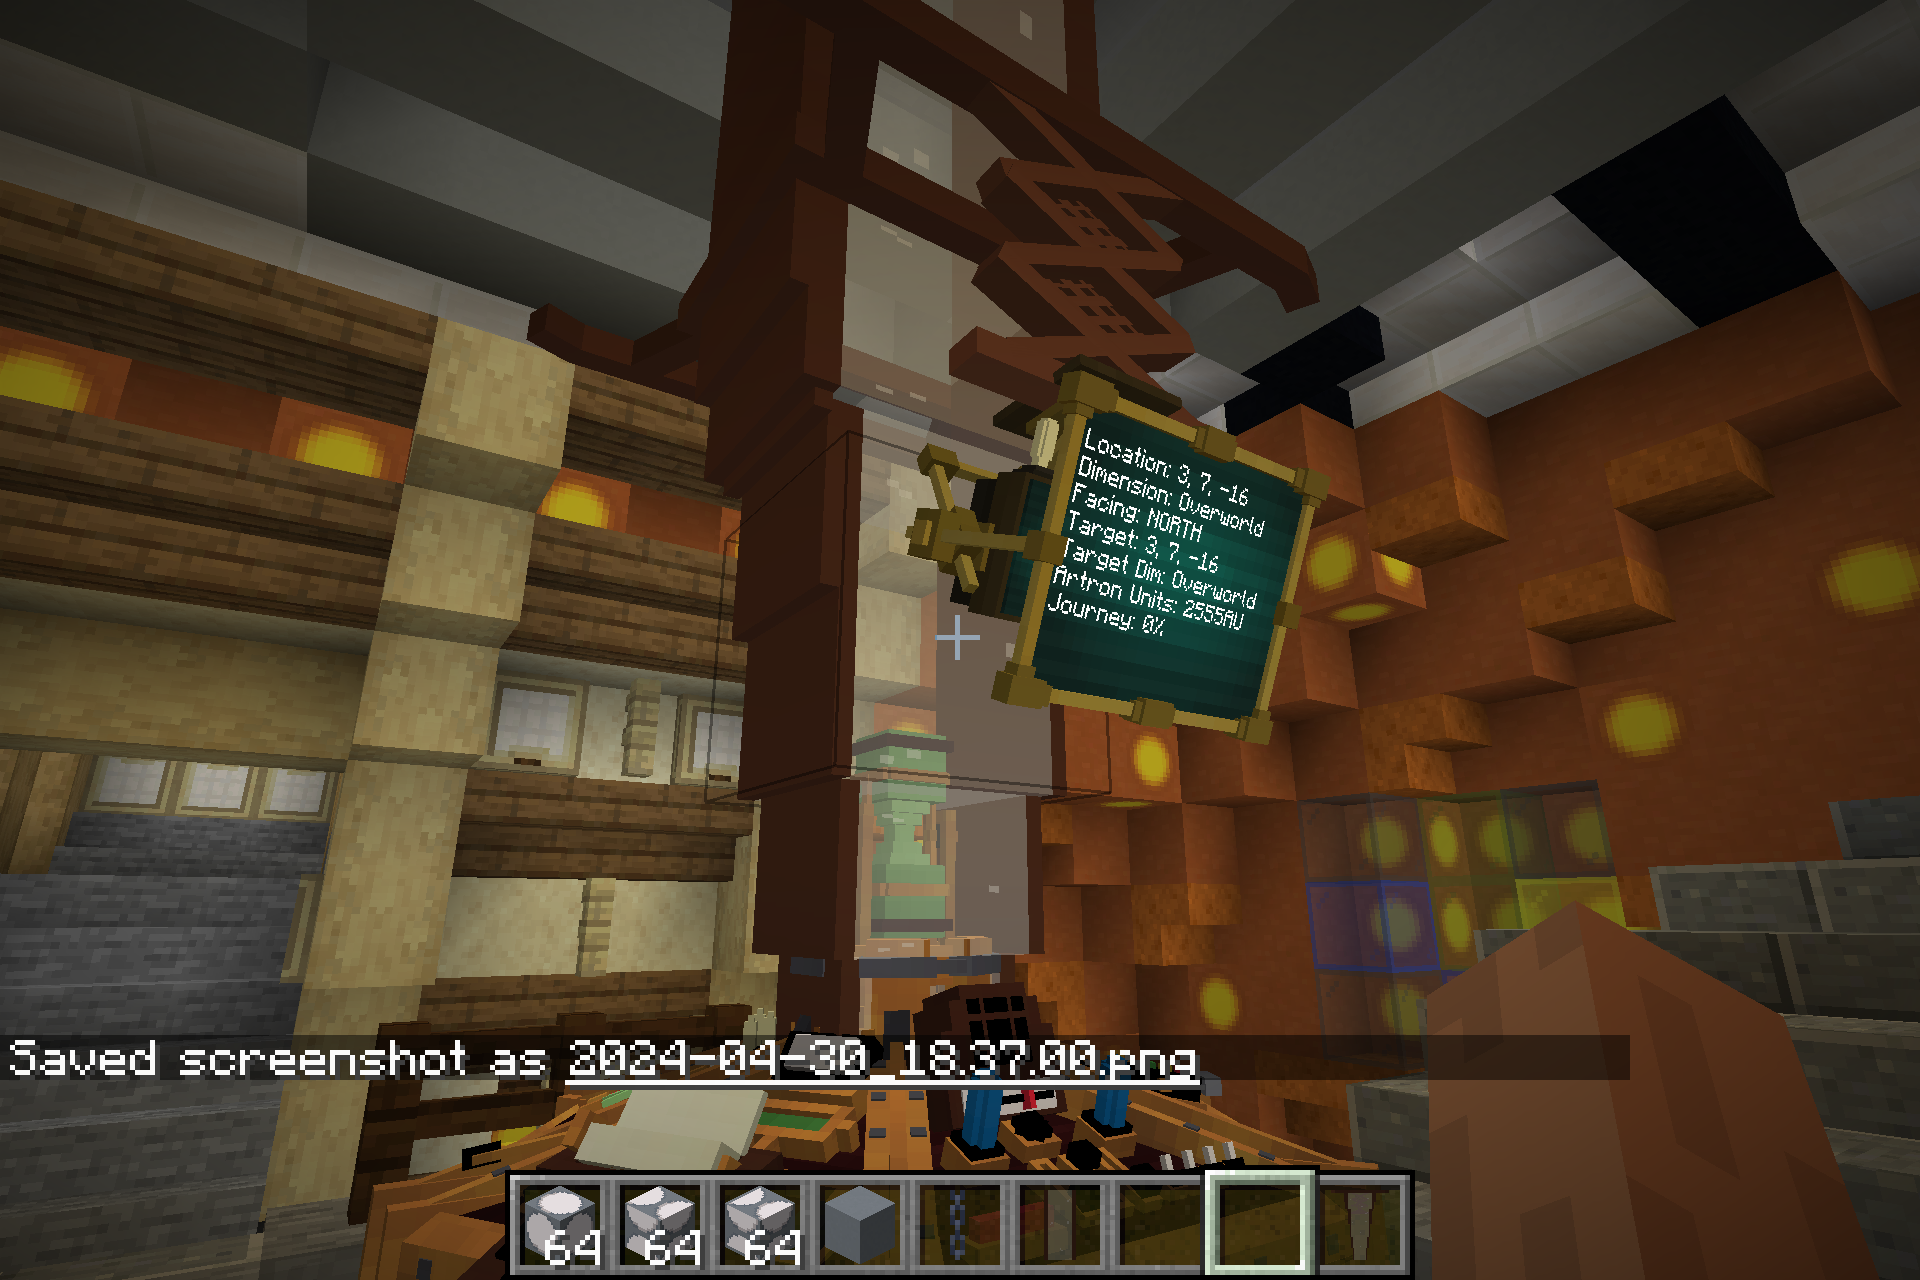 Location: 3, 7, -16
Dimension: Overworld
Facing: NORTH
Target: 3, 7, -16
Target Dim: Overworld
Artron Units: 2555AU
Journey: 0%
Saved screenshot as 2024-04-30_18.37.00.png
64 64 64